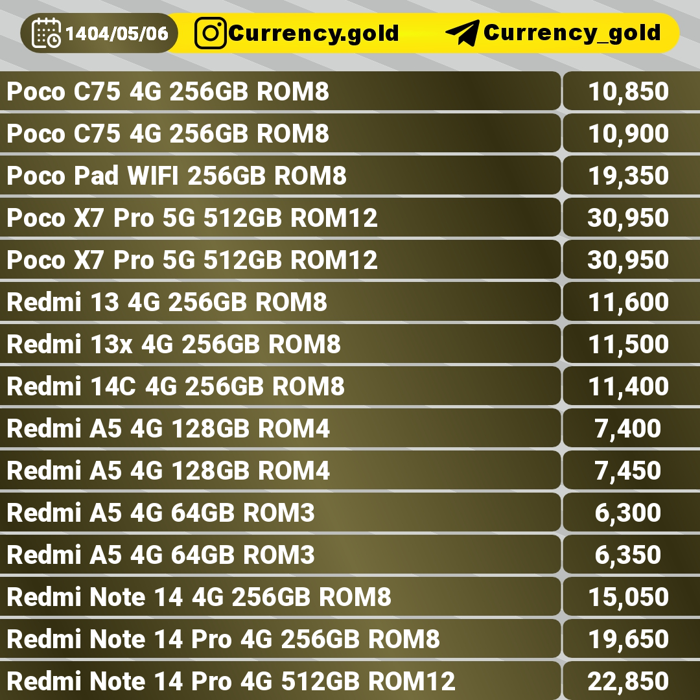 1404/05/06 Currency.gold Currency_gold
Poco C75 4G 256GB ROM8 10,850
Poco C75 4G 256GB ROM8 10,900
Poco Pad WIFI 256GB ROM8 19,350
Poco X7 Pro 5G 512GB ROM12 30,950
Poco X7 Pro 5G 512GB ROM12 30,950
Redmi 13 4G 256GB ROM8 11,600
Redmi 13x 4G 256GB ROM8 11,500
Redmi 14C 4G 256GB ROM8 11,400
Redmi A5 4G 128GB ROM4 7,400
Redmi A5 4G 128GB ROM4 7,450
Redmi A5 4G 64GB ROM3 6,300
Redmi A5 4G 64GB ROM3 6,350
Redmi Note 14 4G 256GB ROM8 15,050
Redmi Note 14 Pro 4G 256GB ROM8 19,650
Redmi Note 14 Pro 4G 512GB ROM12 22,850